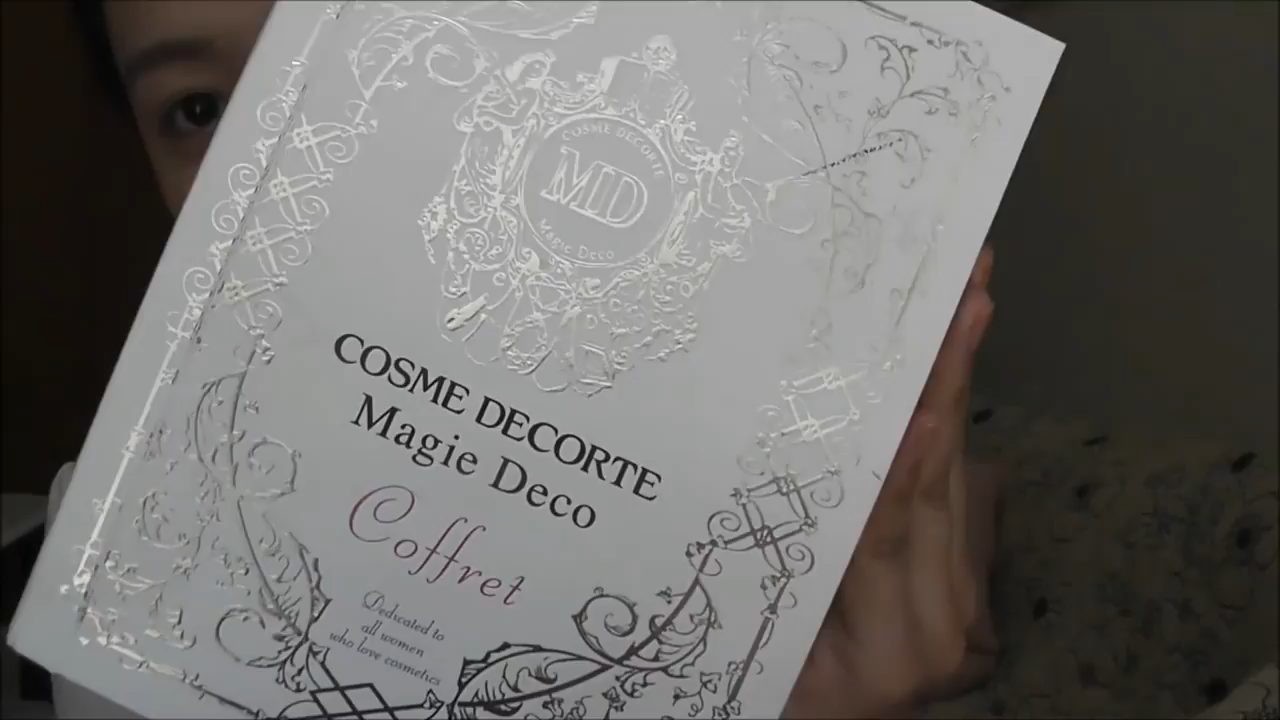 COSME DECORTE
MD
Magie Deco
COSME DECORTE
Magie Deco
Coffret
Dedicated to
all women
who love cosmetics